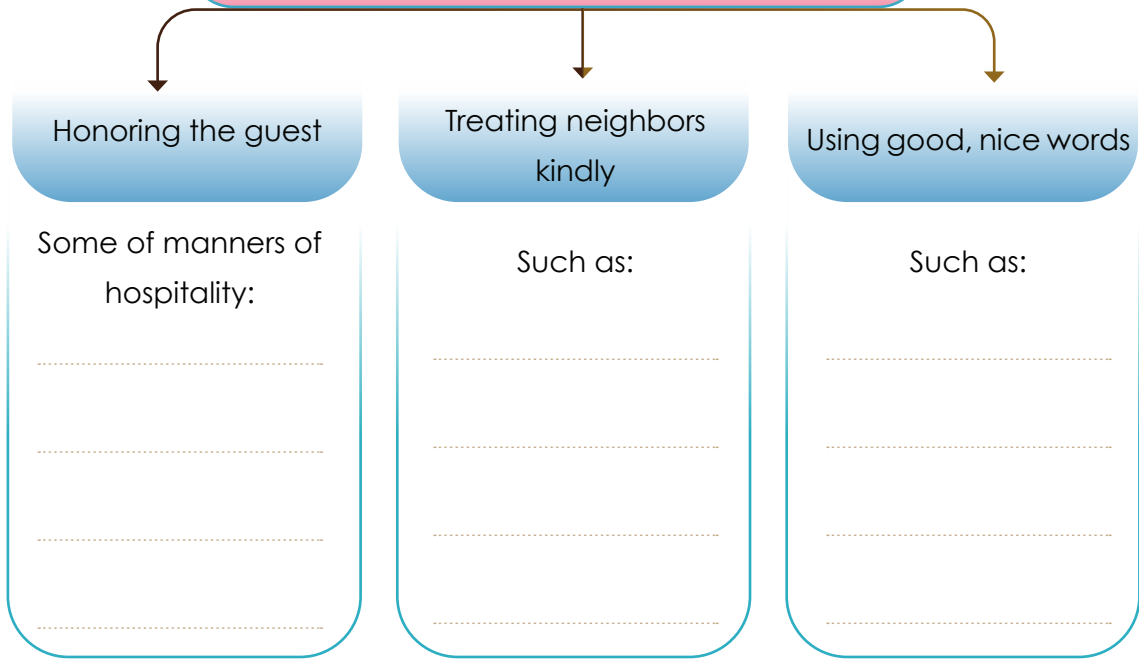 Honoring the guest
Treating neighbors
kindly
Using good, nice words
Some of manners of
hospitality:
Such as:
Such as: